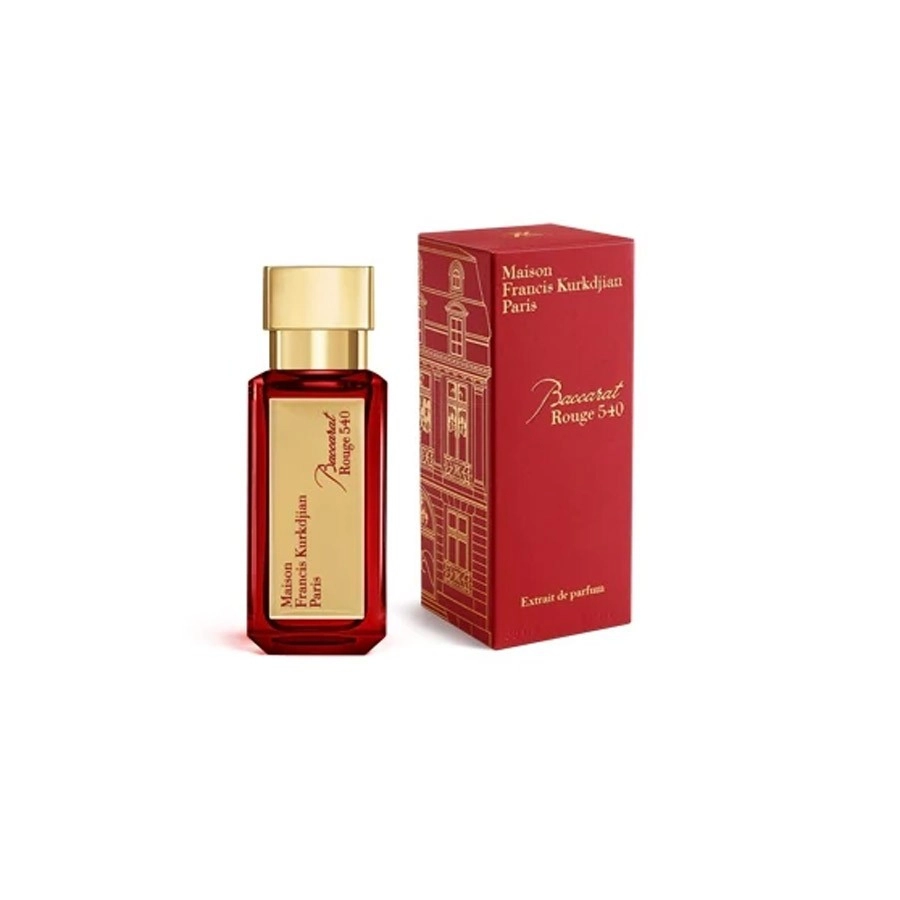 Baccarat
Rouge 540
Maison
Francis Kurkdjian
Paris
Maison
Francis Kurkdjian
Paris
Baccarat
Rouge 540
Extrait de parfum